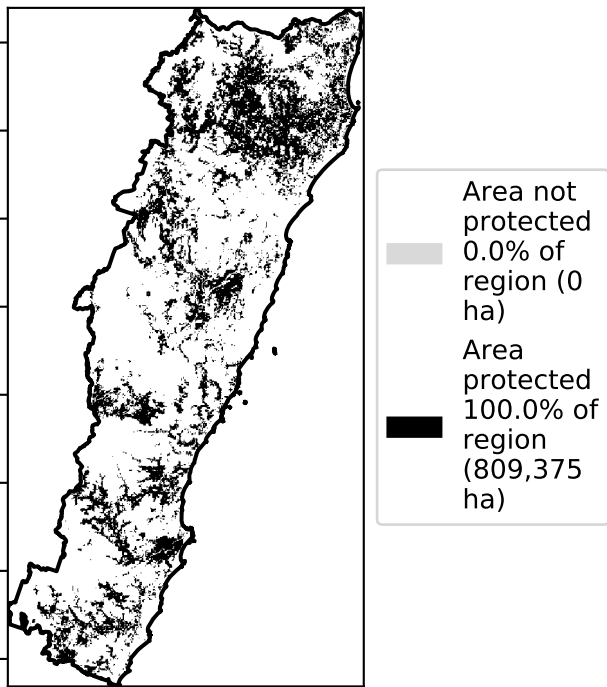 Area not
protected
0.0% of
region (0
ha)
Area
protected
100.0% of
region
(809,375
ha)